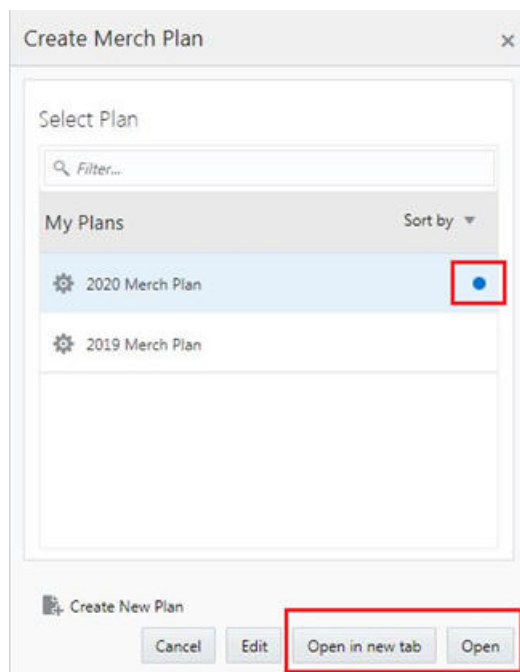 Create Merch Plan
Select Plan
Filter...
My Plans Sort by
2020 Merch Plan
2019 Merch Plan
Create New Plan
Cancel Edit Open in new tab Open